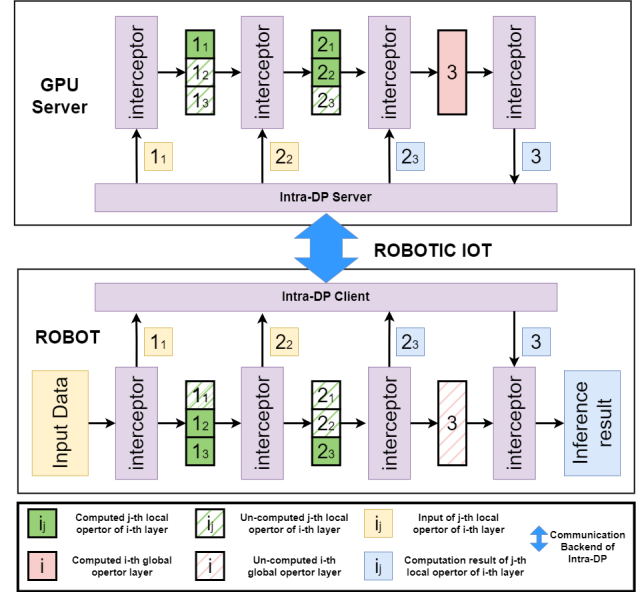 GPU
Server
interceptor
1₁
1₂
1₃
interceptor
2₁
2₂
2₃
interceptor
3
interceptor
1₁
2₂
2₃
3
Intra-DP Server
ROBOTIC IOT
Intra-DP Client
ROBOT
1₁
2₂
2₃
3
Input Data
interceptor
1₁
1₂
1₃
interceptor
2₁
2₂
2₃
interceptor
3
interceptor
Inference
result
iⱼ
Computed j-th local
opertor of i-th layer
iⱼ
Un-computed j-th local
opertor of i-th layer
iⱼ
Input of j-th local
opertor of i-th layer
Communication
Backend of
Intra-DP
i
Computed i-th global
opertor layer
i
Un-computed i-th
global opertor layer
iⱼ
Computation result of j-th
local opertor of i-th layer